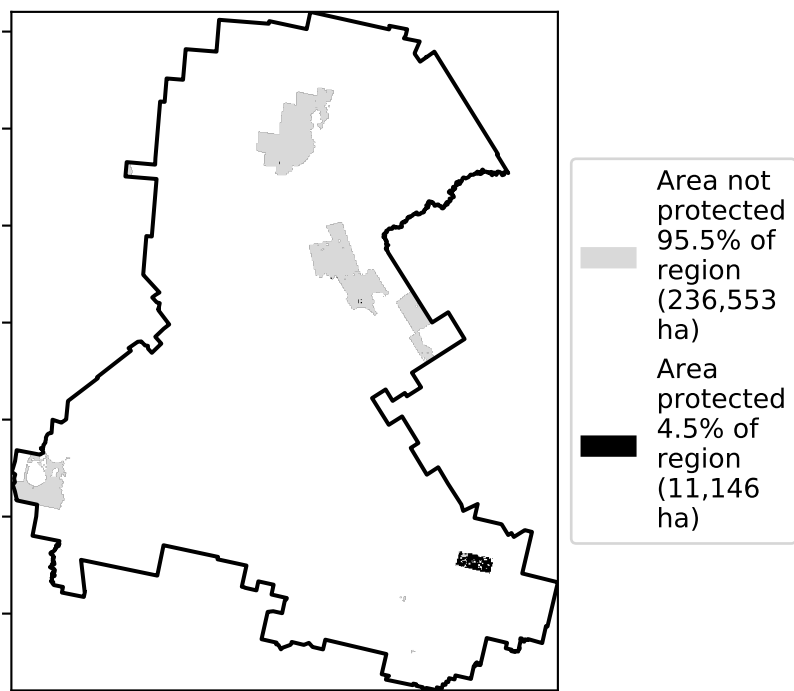 Area not
protected
95.5% of
region
(236,553
ha)
Area
protected
4.5% of
region
(11,146
ha)